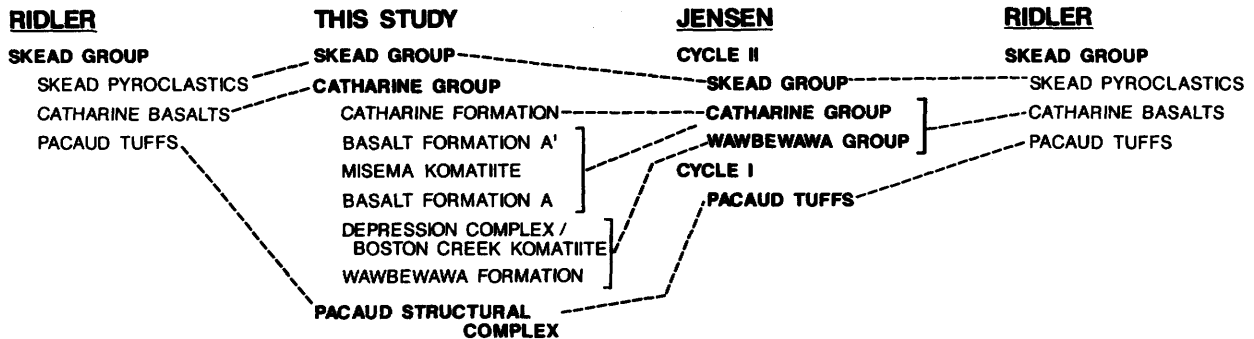 RIDLER
SKEAD GROUP
SKEAD PYROCLASTICS
CATHARINE BASALTS
PACAUD TUFFS
THIS STUDY
SKEAD GROUP
CATHARINE GROUP
CATHARINE FORMATION
BASALT FORMATION A'
MISEMA KOMATIITE
BASALT FORMATION A
DEPRESSION COMPLEX /
BOSTON CREEK KOMATIITE
WAWBEWAWA FORMATION
PACAUD STRUCTURAL
COMPLEX
JENSEN
CYCLE II
SKEAD GROUP
CATHARINE GROUP
WAWBEWAWA GROUP
CYCLE I
PACAUD TUFFS
RIDLER
SKEAD GROUP
SKEAD PYROCLASTICS
CATHARINE BASALTS
PACAUD TUFFS